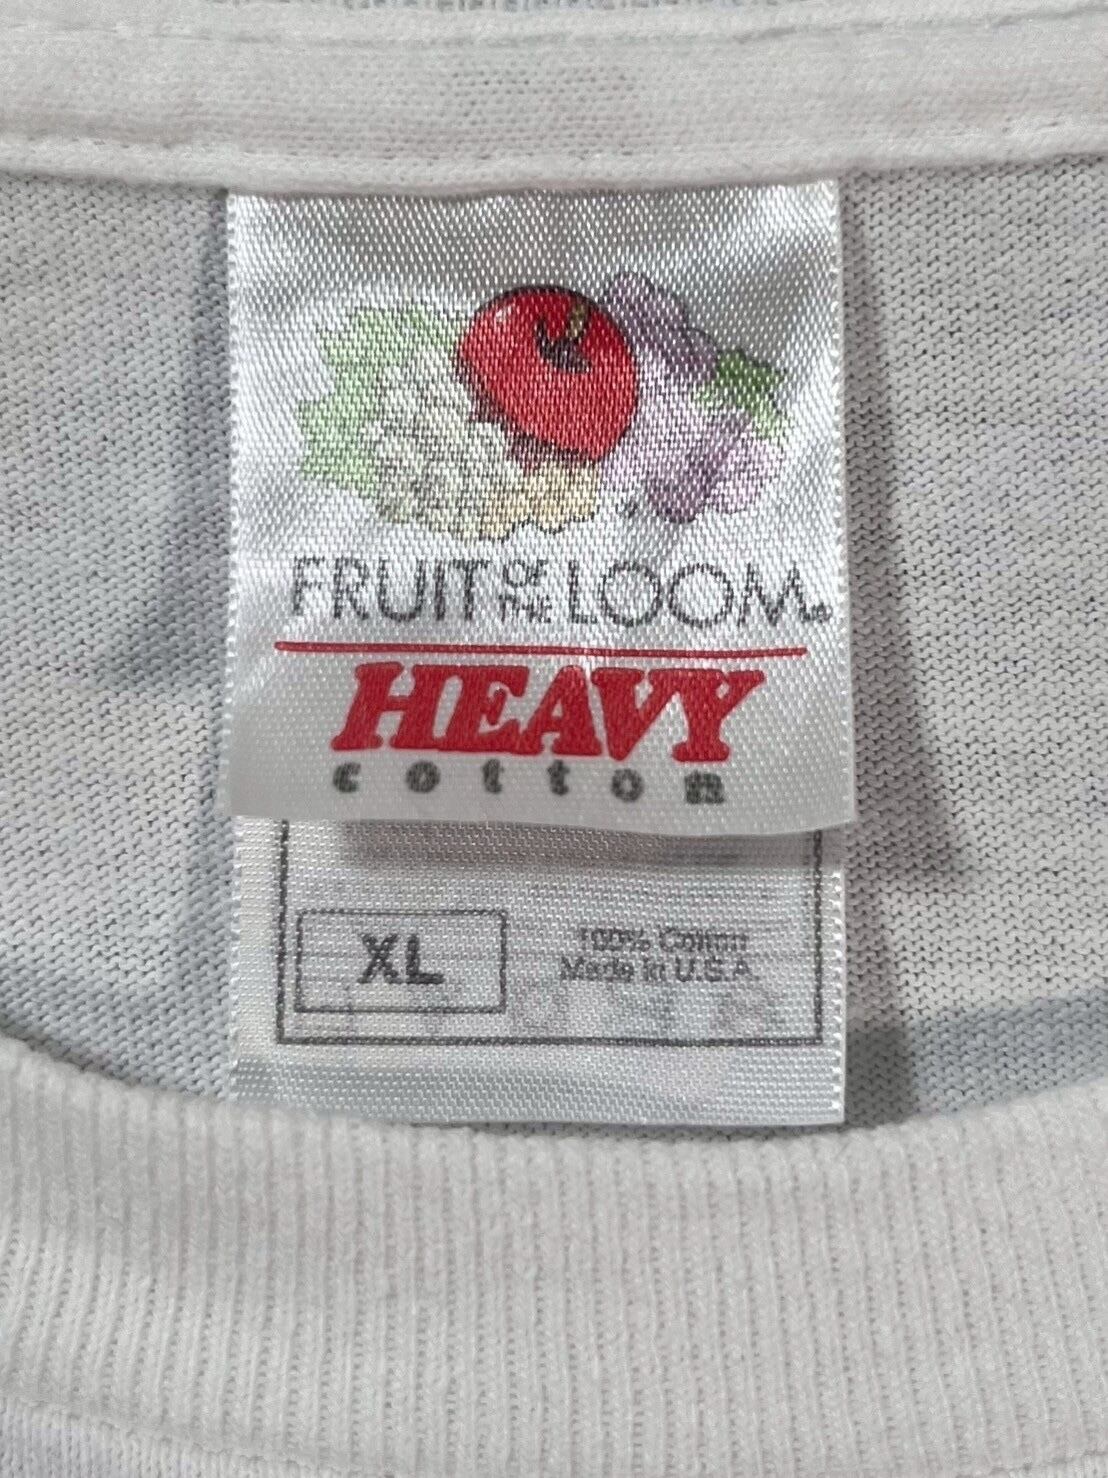 FRUIT OF THE LOOM®
HEAVY
cotton
XL
100% Cotton
Made in U.S.A.